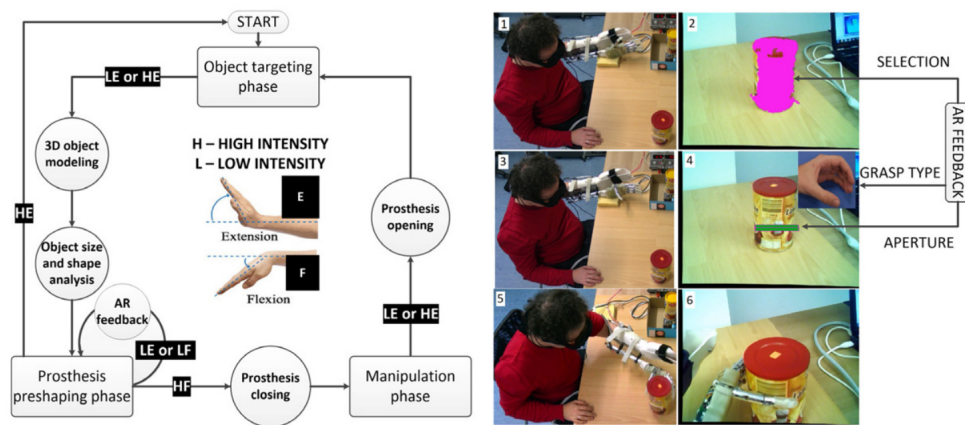 START
Object targeting
phase
LE or HE
3D object
modeling
H – HIGH INTENSITY
L – LOW INTENSITY
E
Extension
F
Flexion
HE
Object size
and shape
analysis
Prosthesis
opening
AR
feedback
LE or LF
LE or HE
Prosthesis
preshaping phase
HF
Prosthesis
closing
Manipulation
phase
1
2
SELECTION
3
4
GRASP TYPE
AR FEEDBACK
APERTURE
5
6